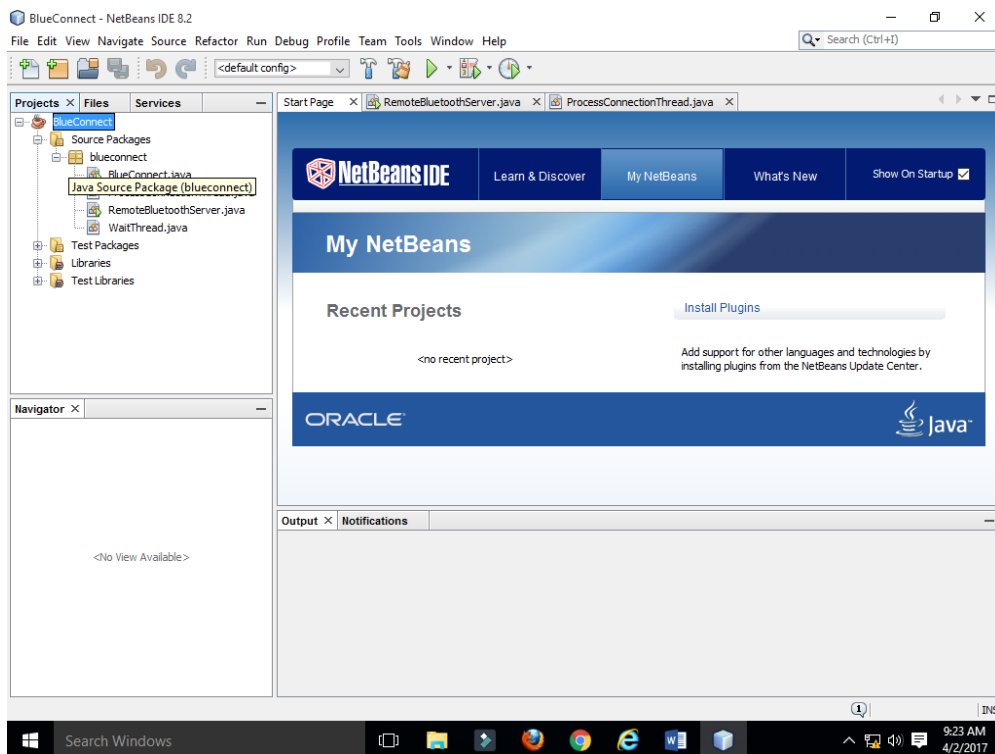 BlueConnect - NetBeans IDE 8.2
File Edit View Navigate Source Refactor Run Debug Profile Team Tools Window Help
Search (Ctrl+I)
<default config>
Projects
Files
Services
BlueConnect
Source Packages
blueconnect
BlueConnect.java
Java Source Package (blueconnect)
RemoteBluetoothServer.java
WaitThread.java
Test Packages
Libraries
Test Libraries
Navigator
<No View Available>
Start Page
RemoteBluetoothServer.java
ProcessConnectionThread.java
NetBeans IDE
Learn & Discover
My NetBeans
What's New
Show On Startup
My NetBeans
Recent Projects
<no recent project>
Install Plugins
Add support for other languages and technologies by
installing plugins from the NetBeans Update Center.
ORACLE
Java
Output
Notifications
1
INS
Search Windows
9:23 AM
4/2/2017